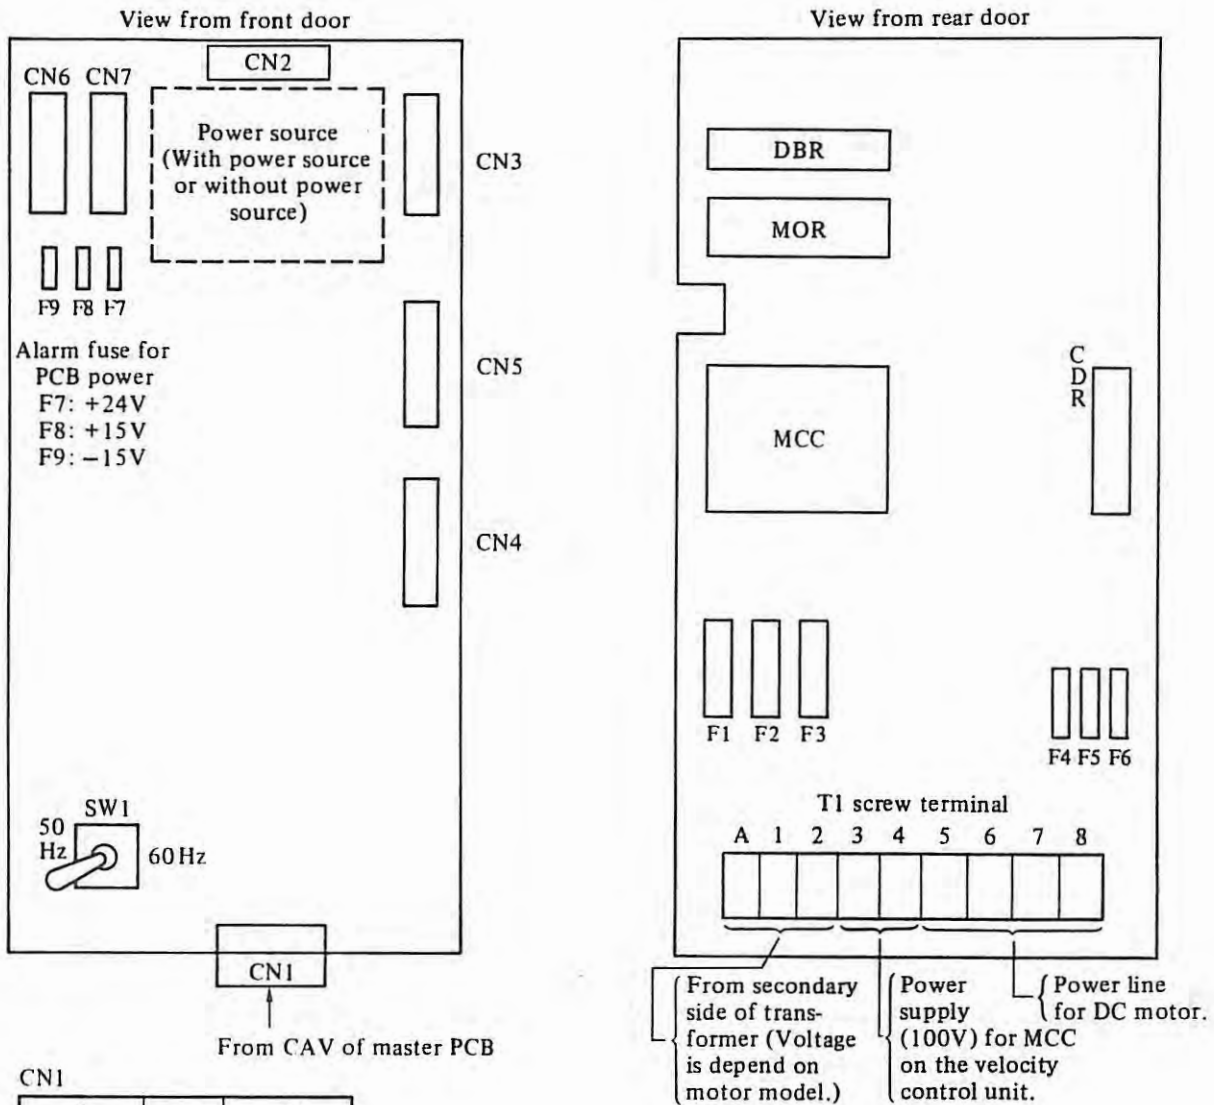 View from front door
CN2
CN6 CN7
Power source
(With power source
or without power
source)
CN3
F9 F8 F7
Alarm fuse for
PCB power
F7: +24V
F8: +15V
F9: −15V
CN5
CN4
SW1
50
Hz
60 Hz
CN1
From CAV of master PCB
CN1
View from rear door
DBR
MOR
C
D
R
MCC
F1 F2 F3
F4 F5 F6
T1 screw terminal
A 1 2 3 4 5 6 7 8
From secondary
side of trans-
former (Voltage
is depend on
motor model.)
Power
supply
(100V) for MCC
on the velocity
control unit.
Power line
for DC motor.